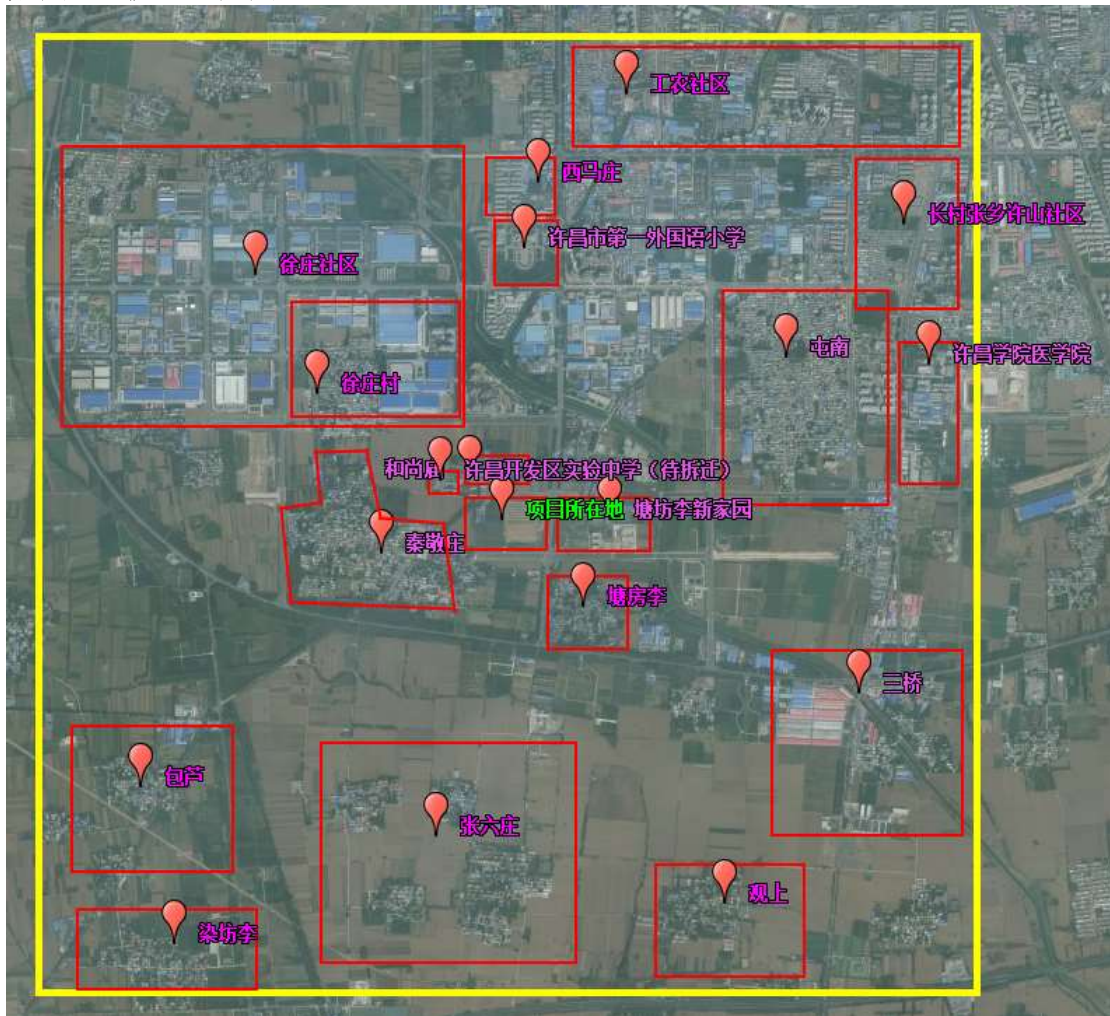 工农社区
西马庄
长村张乡许山社区
许昌市第一外国语小学
徐庄社区
屯南
许昌学院医学院
徐庄村
和尚庙
许昌开发区实验中学（待拆迁）
项目所在地
塘坊李新家园
秦敬庄
塘房李
三桥
包芦
张六庄
观上
染坊李